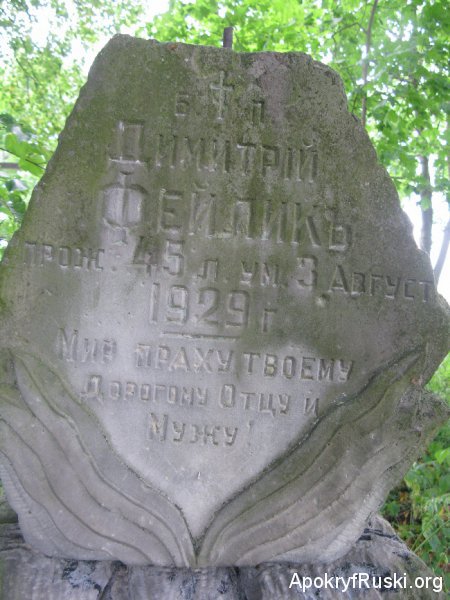 Б П
ДИМИТРІЙ
ФЕЙЛИКЪ
ПРОЖ. 45 Л. УМ. 3 АВГУСТ
1929 Г
МИР ПРАХУ ТВОЕМУ
ДОРОГОМУ ОТЦУ И
МУЖУ!
ApokryfRuski.org